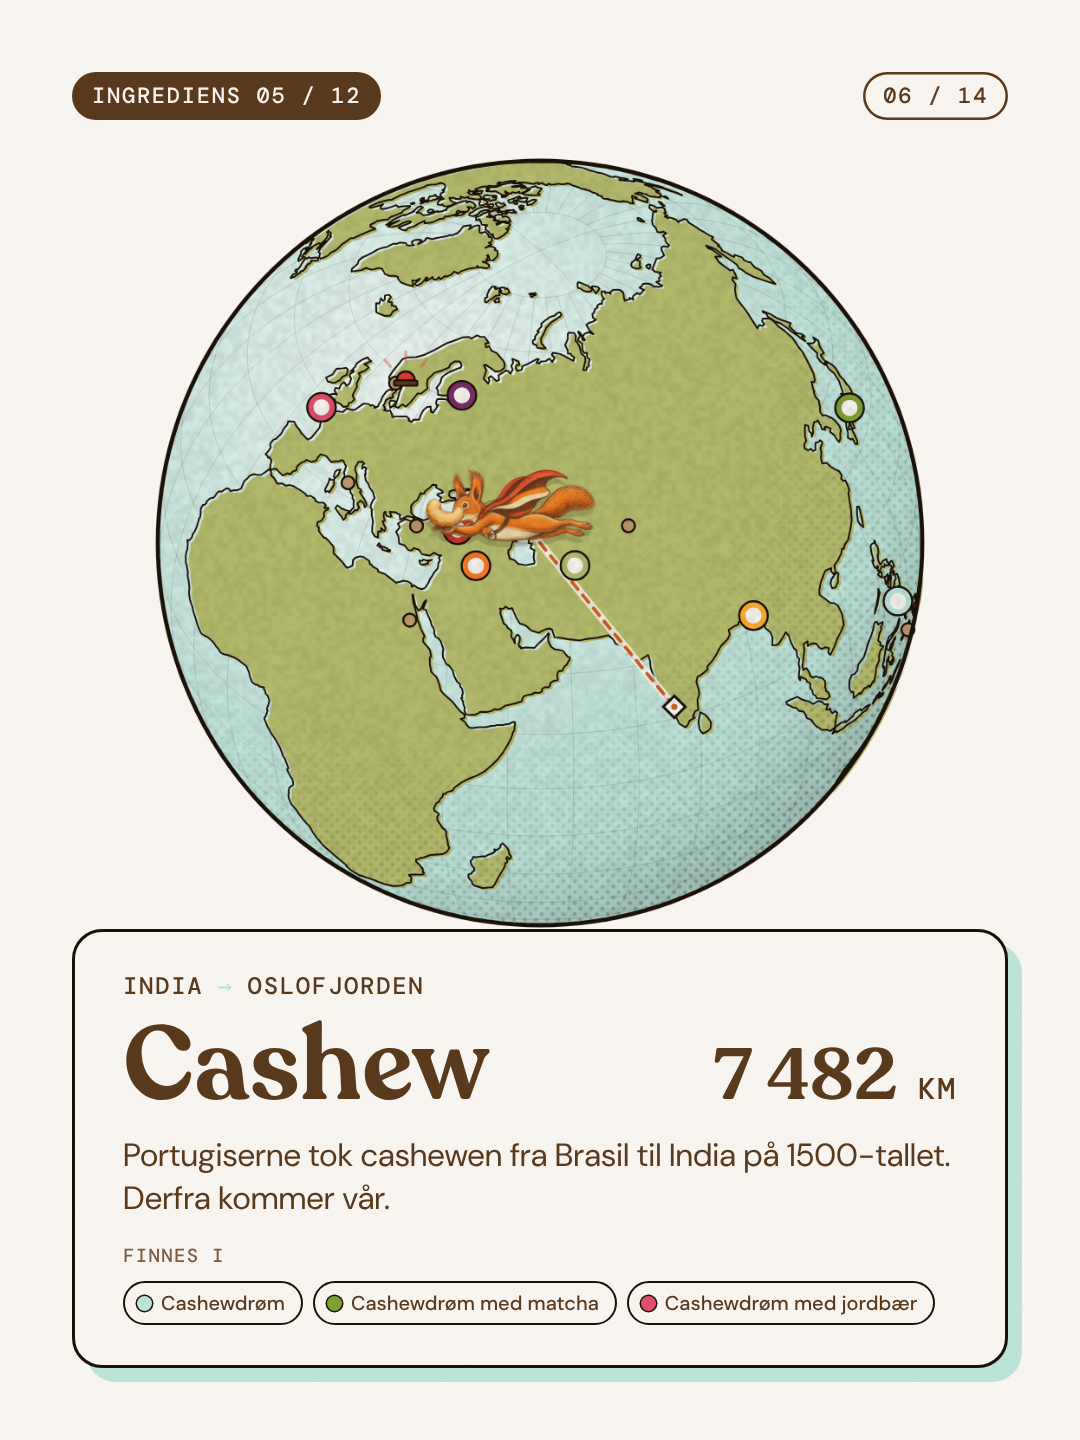 INGREDIENS 05 / 12
06 / 14
INDIA → OSLOFJORDEN
Cashew
7 482 KM
Portugiserne tok cashewen fra Brasil til India på 1500-tallet.
Derfra kommer vår.
FINNES I
Cashewdrøm
Cashewdrøm med matcha
Cashewdrøm med jordbær